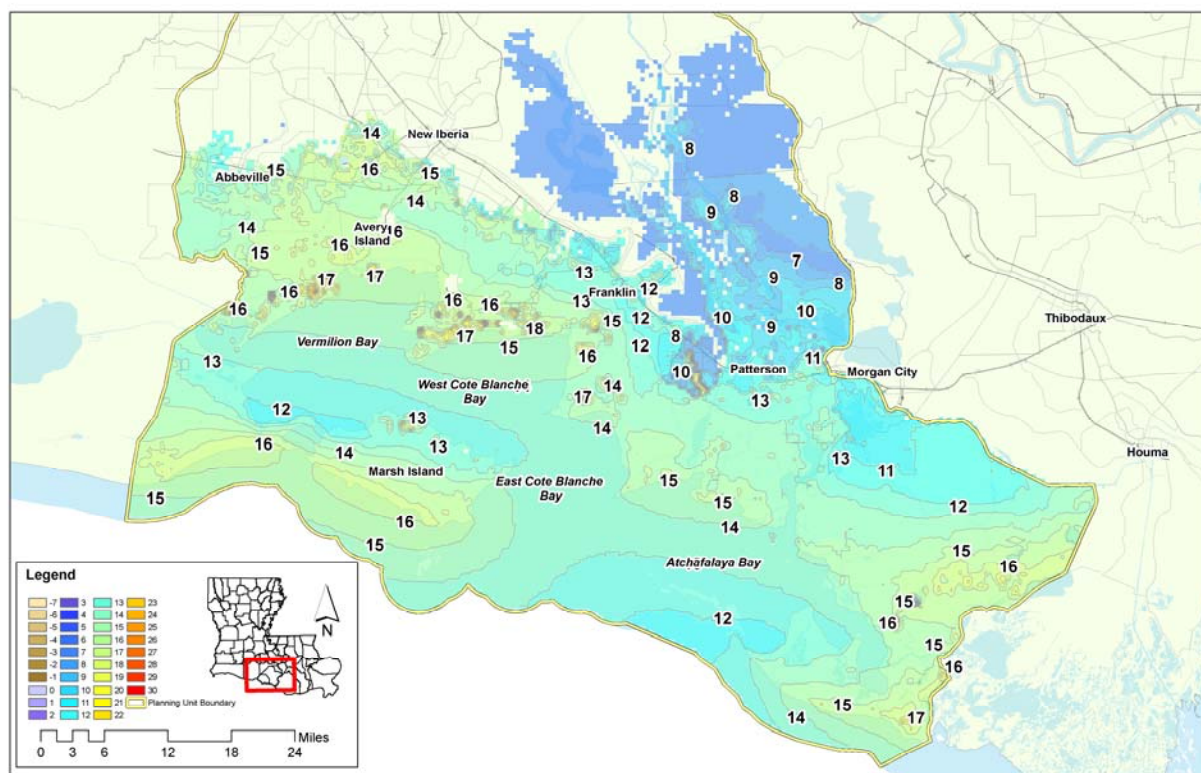 14
New Iberia
8
15
16
15
Abbeville
14
8
9
14
Avery
Island
16
16
15
7
17
17
13
9
8
16
Franklin
12
16
16
16
13
10
10
12
15
18
9
17
8
Thibodaux
Vermilion Bay
15
12
16
11
13
10
Patterson
Morgan City
West Cote Blanche
Bay
14
17
13
12
13
14
16
13
14
Marsh Island
13
11
Houma
East Cote Blanche
Bay
15
15
15
12
16
14
15
15
Atchafalaya Bay
16
15
12
16
15
16
15
14
17
Legend
-7 3 13 23
-6 4 14 24
-5 5 15 25
-4 6 16 26
-3 7 17 27
-2 8 18 28
-1 9 19 29
0 10 20 30
1 11 21 Planning Unit Boundary
2 12 22
N
Miles
0 3 6 12 18 24